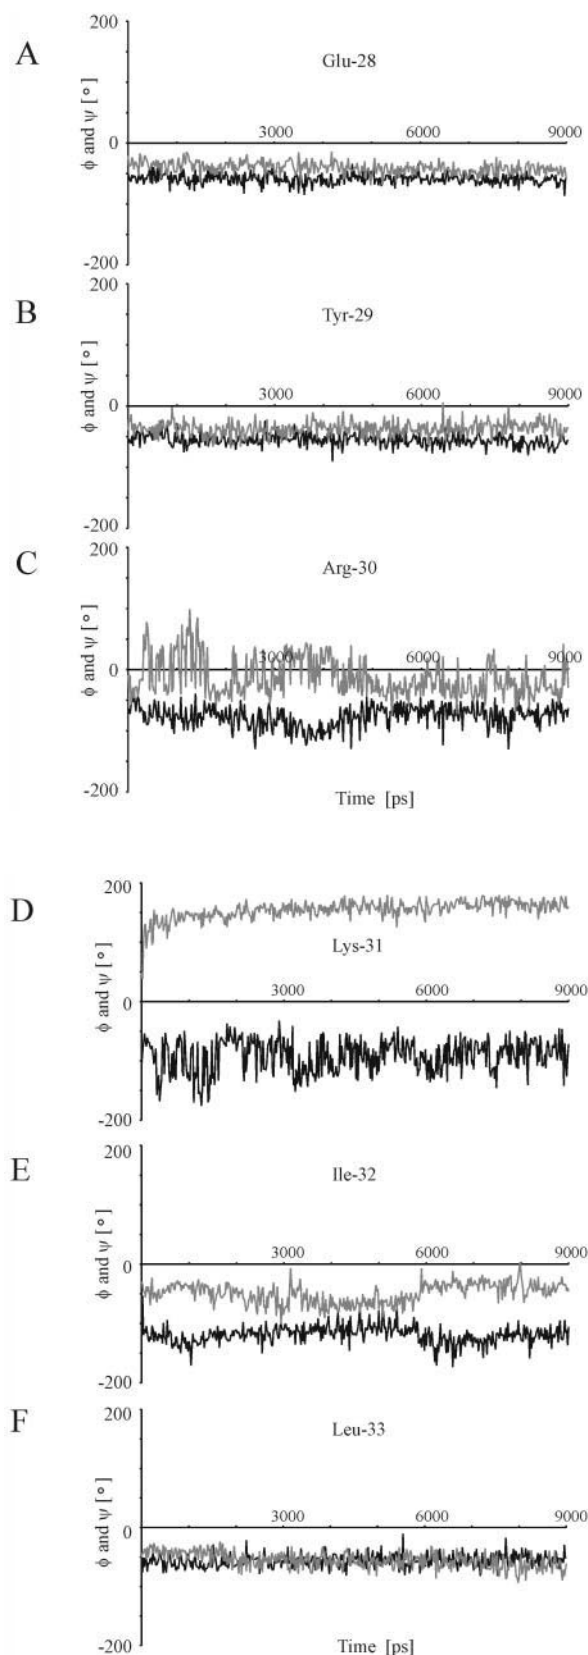 A
200
Glu-28
ϕ and ψ [°]
0
3000
6000
9000
-200
B
200
Tyr-29
ϕ and ψ [°]
0
3000
6000
9000
-200
C
200
Arg-30
ϕ and ψ [°]
0
3000
6000
9000
-200
Time [ps]
D
200
Lys-31
ϕ and ψ [°]
0
3000
6000
9000
-200
E
200
Ile-32
ϕ and ψ [°]
0
3000
6000
9000
-200
F
200
Leu-33
ϕ and ψ [°]
0
3000
6000
9000
-200
Time [ps]